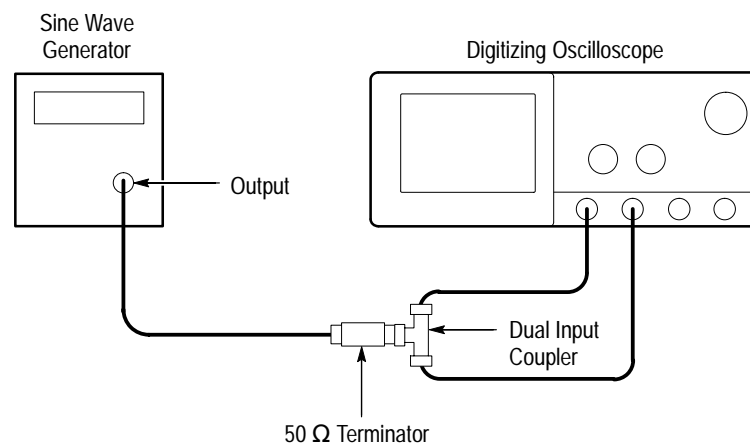 Sine Wave
Generator
Digitizing Oscilloscope
Output
Dual Input
Coupler
50 Ω Terminator